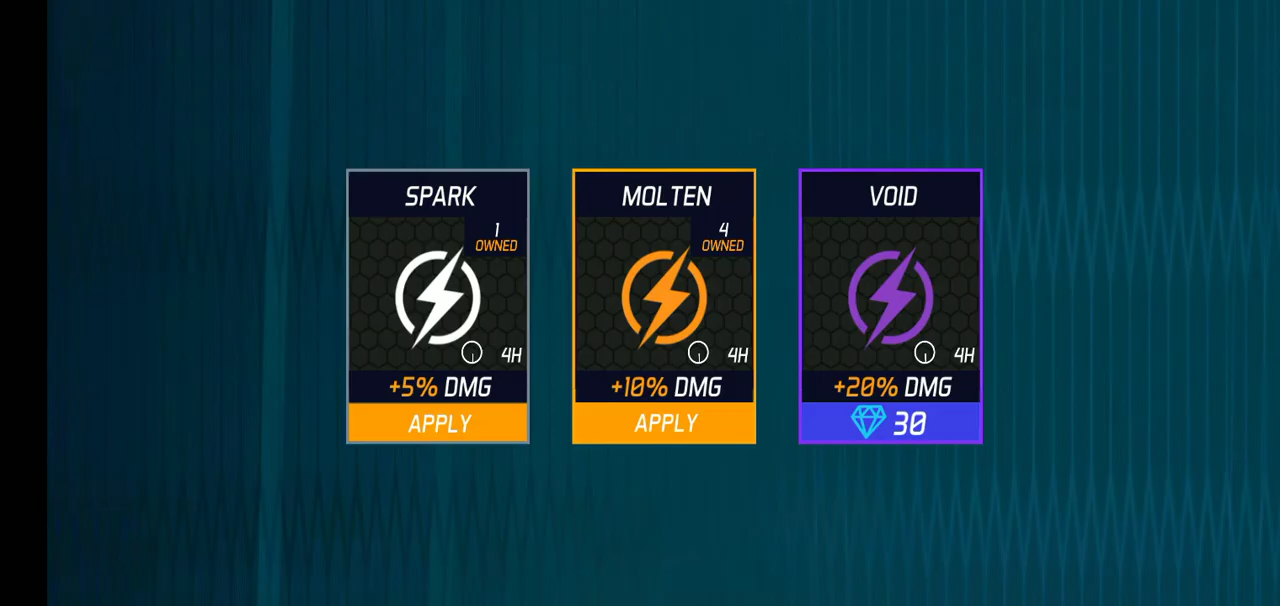 SPARK
1
OWNED
4H
+5% DMG
APPLY
MOLTEN
4
OWNED
4H
+10% DMG
APPLY
VOID
4H
+20% DMG
30